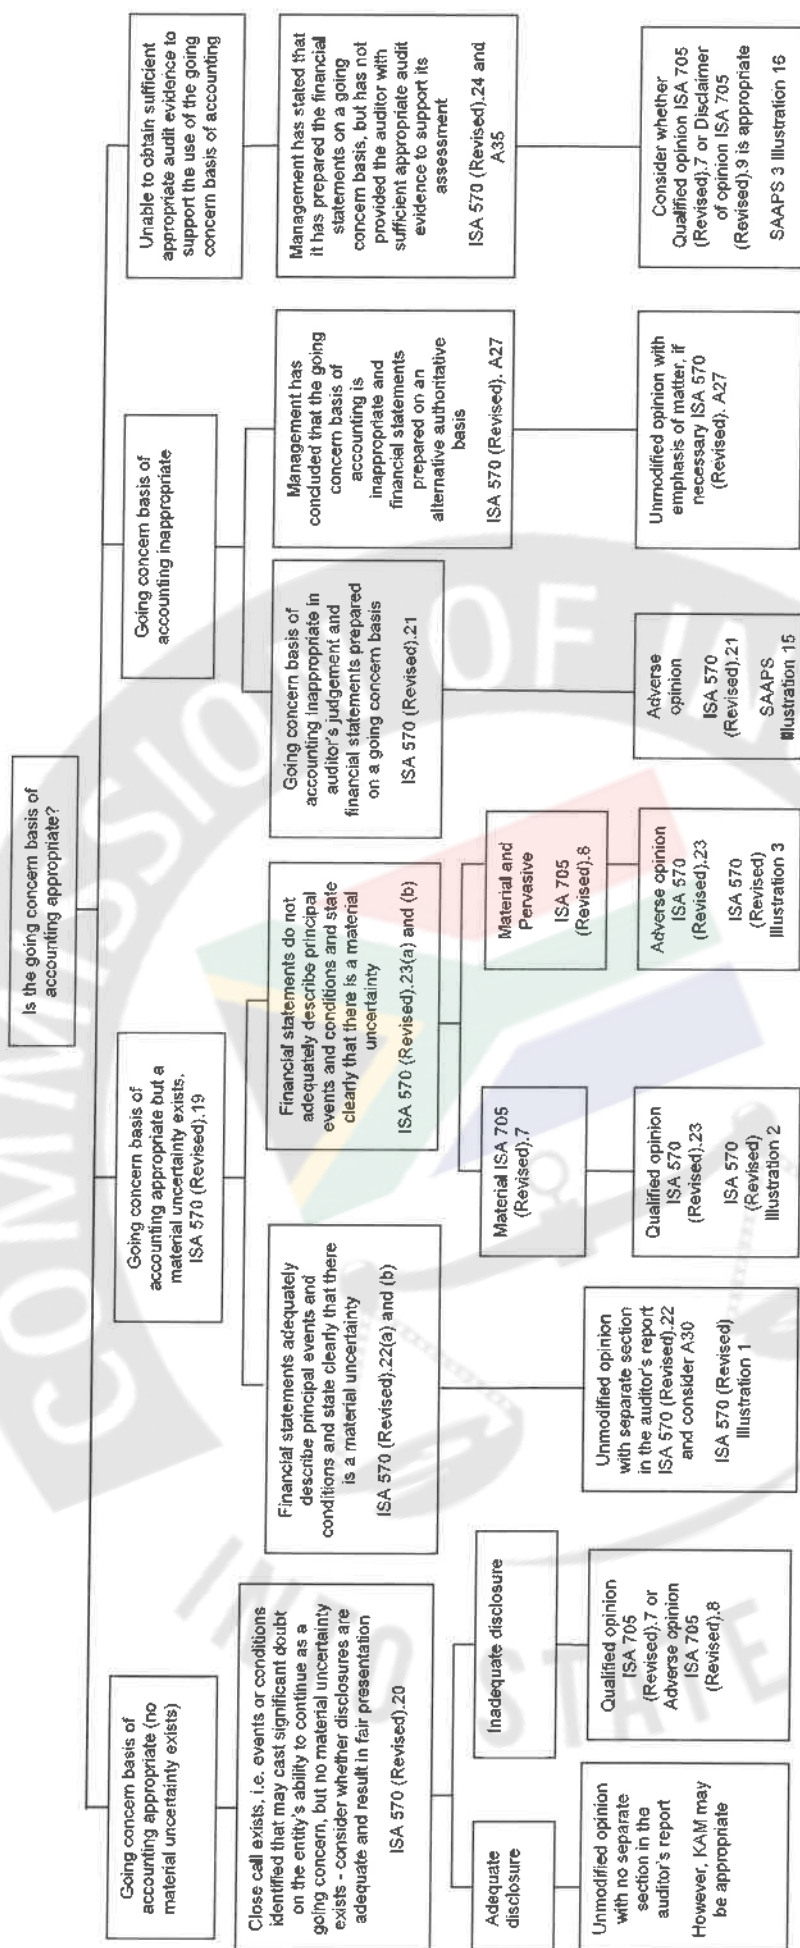 Is the going concern basis of
accounting appropriate?
Going concern basis of
accounting appropriate (no
material uncertainty exists)
Going concern basis of
accounting appropriate but a
material uncertainty exists.
ISA 570 (Revised).19
Going concern basis of
accounting inappropriate
Unable to obtain sufficient
appropriate audit evidence to
support the use of the going
concern basis of accounting
Close call exists, i.e. events or conditions
identified that may cast significant doubt
on the entity's ability to continue as a
going concern, but no material uncertainty
exists - consider whether disclosures are
adequate and result in fair presentation
ISA 570 (Revised).20
Financial statements adequately
describe principal events and
conditions and state clearly that there
is a material uncertainty
ISA 570 (Revised).22(a) and (b)
Financial statements do not
adequately describe principal
events and conditions and state
clearly that there is a material
uncertainty
ISA 570 (Revised).23(a) and (b)
Going concern basis of
accounting inappropriate in
auditor's judgement and
financial statements prepared
on a going concern basis
ISA 570 (Revised).21
Management has
concluded that the going
concern basis of
accounting is
inappropriate and
financial statements
prepared on an
alternative authoritative
basis
ISA 570 (Revised). A27
Management has stated that
it has prepared the financial
statements on a going
concern basis, but has not
provided the auditor with
sufficient appropriate audit
evidence to support its
assessment
ISA 570 (Revised).24 and
A35
Adequate
disclosure
Inadequate disclosure
Material ISA 705
(Revised).7
Material and
Pervasive
ISA 705
(Revised).8
Unmodified opinion
with no separate
section in the
auditor's report
However, KAM may
be appropriate
Qualified opinion
ISA 705
(Revised).7 or
Adverse opinion
ISA 705
(Revised).8
Unmodified opinion
with separate section
in the auditor's report
ISA 570 (Revised).22
and consider A30
ISA 570 (Revised)
Illustration 1
Qualified opinion
ISA 570
(Revised).23
ISA 570
(Revised)
Illustration 2
Adverse opinion
ISA 570
(Revised).23
ISA 570
(Revised)
Illustration 3
Adverse
opinion
ISA 570
(Revised).21
SAAPS
Illustration 15
Unmodified opinion with
emphasis of matter, if
necessary ISA 570
(Revised). A27
Consider whether
Qualified opinion ISA 705
(Revised).7 or Disclaimer
of opinion ISA 705
(Revised).9 is appropriate
SAAPS 3 Illustration 16
COMMISSION OF IN
INTO STATE